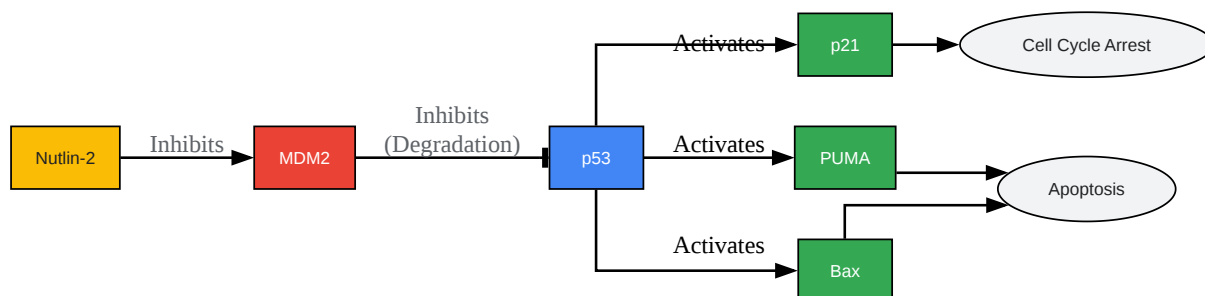 Activates
p21
Cell Cycle Arrest
Nutlin-2
Inhibits
MDM2
Inhibits
(Degradation)
p53
Activates
PUMA
Apoptosis
Activates
Bax